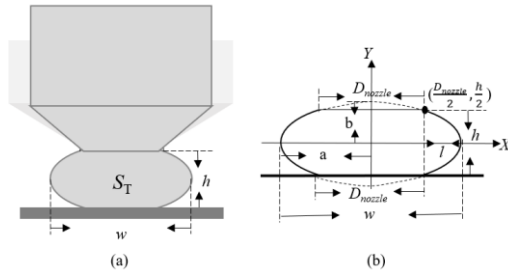 S_T
h
w
(a)
Y
D_nozzle
(D_nozzle/2, h/2)
b
h
X
a
l
D_nozzle
w
(b)